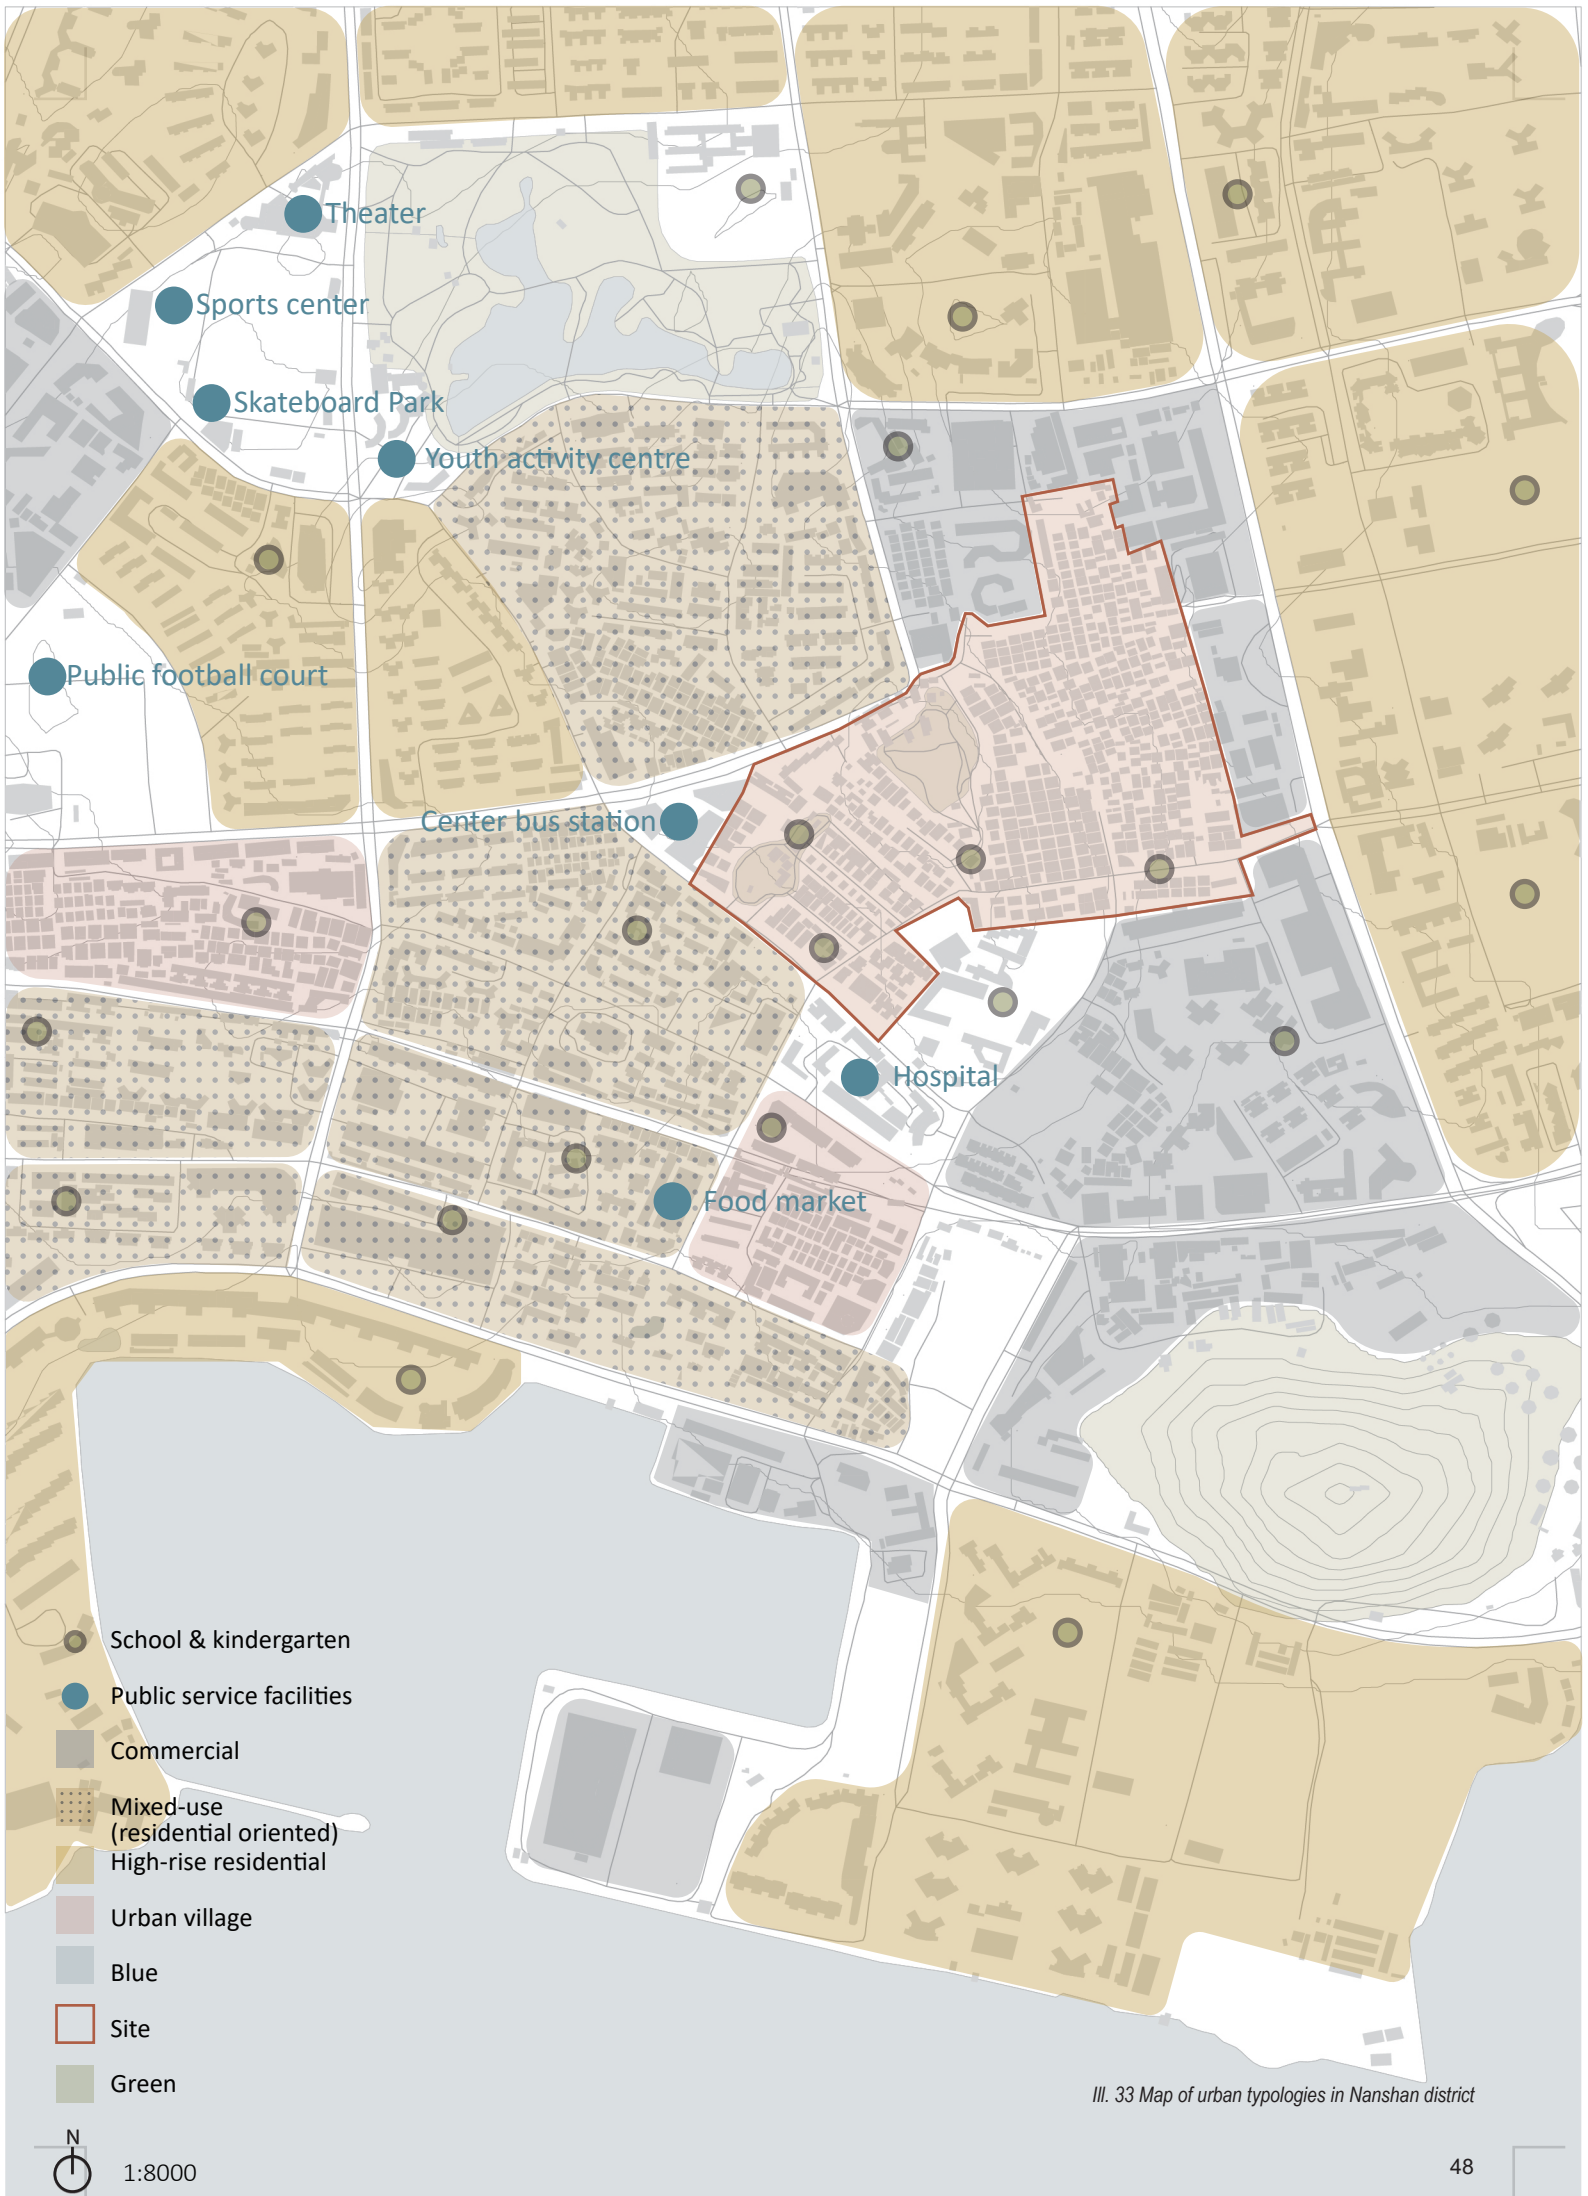 Theater
Sports center
Skateboard Park
Youth activity centre
Public football court
Center bus station
Hospital
Food market
School & kindergarten
Public service facilities
Commercial
Mixed-use
(residential oriented)
High-rise residential
Urban village
Blue
Site
Green
Ill. 33 Map of urban typologies in Nanshan district
N
1:8000
48